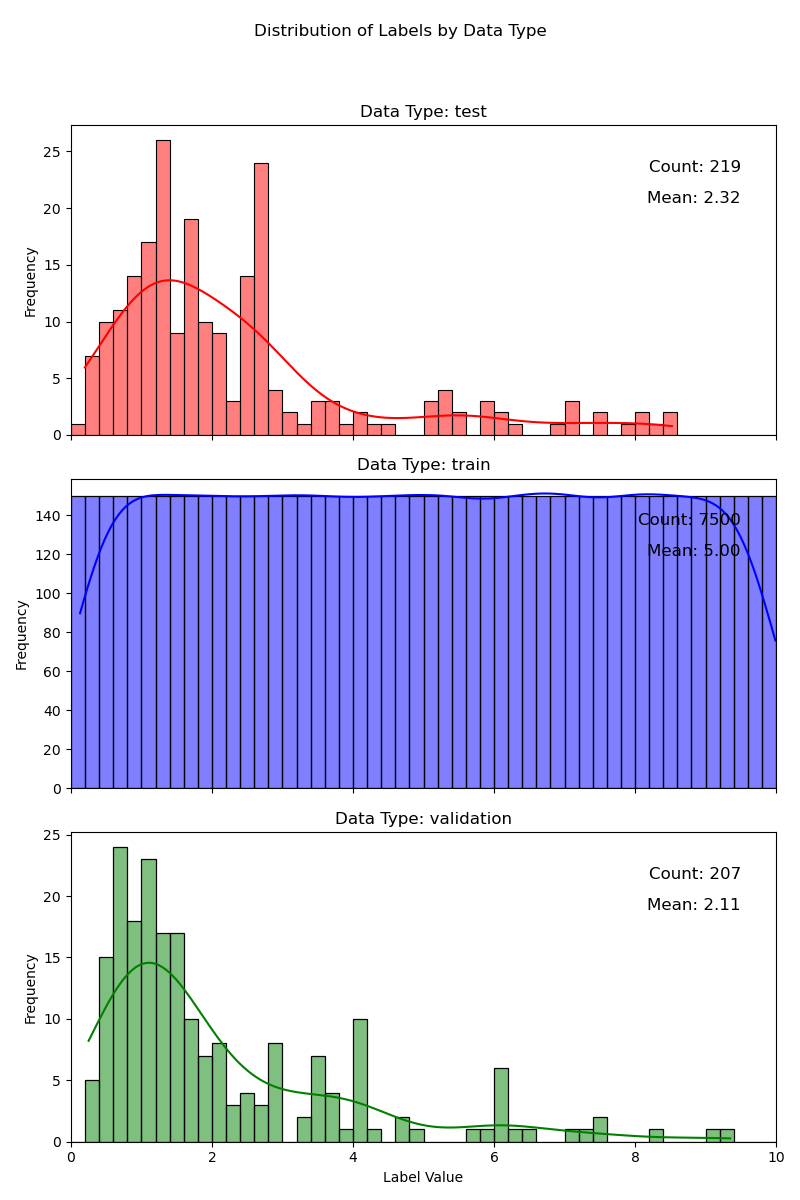 Distribution of Labels by Data Type
Data Type: test
25
20
15
10
5
0
Frequency
Count: 219
Mean: 2.32
Data Type: train
140
120
100
80
60
40
20
0
Frequency
Count: 7500
Mean: 5.00
Data Type: validation
25
20
15
10
5
0
Frequency
Count: 207
Mean: 2.11
0 2 4 6 8 10
Label Value